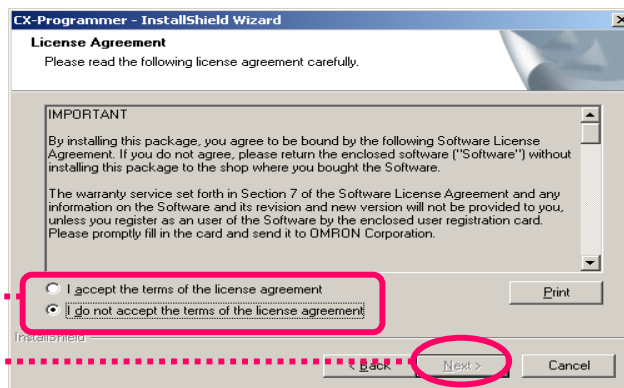 CX-Programmer - InstallShield Wizard
License Agreement
Please read the following license agreement carefully.
IMPORTANT
By installing this package, you agree to be bound by the following Software License
Agreement. If you do not agree, please return the enclosed software ("Software") without
installing this package to the shop where you bought the Software.
The warranty service set forth in Section 7 of the Software License Agreement and any
information on the Software and its revision and new version will not be provided to you,
unless you register as an user of the Software by the enclosed user registration card.
Please promptly fill in the card and send it to OMRON Corporation.
I accept the terms of the license agreement
Print
I do not accept the terms of the license agreement
InstallShield
< Back
Next >
Cancel